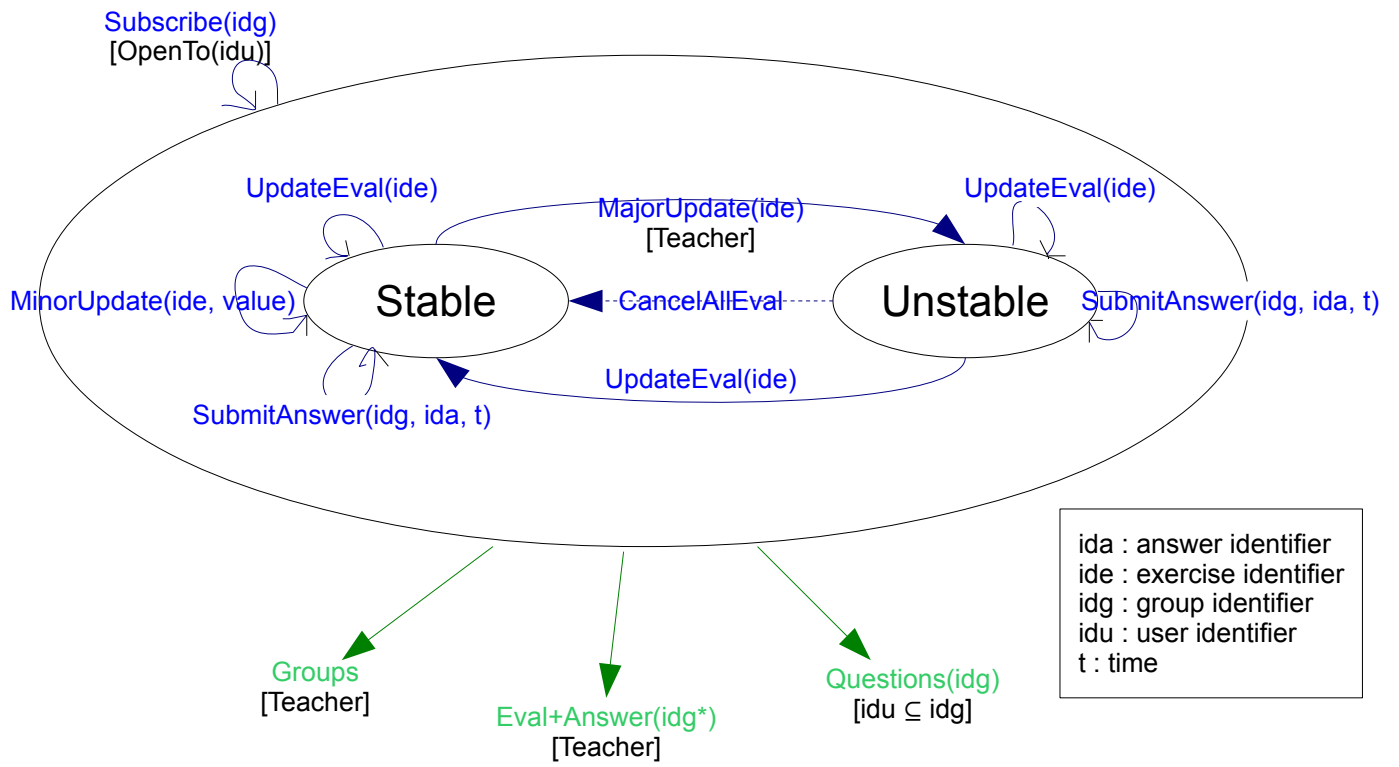 Subscribe(idg)
[OpenTo(idu)]
UpdateEval(ide)
MajorUpdate(ide)
[Teacher]
UpdateEval(ide)
MinorUpdate(ide, value)
Stable
CancelAllEval
Unstable
SubmitAnswer(idg, ida, t)
UpdateEval(ide)
SubmitAnswer(idg, ida, t)
Groups
[Teacher]
Eval+Answer(idg*)
[Teacher]
Questions(idg)
[idu ⊆ idg]
ida : answer identifier
ide : exercise identifier
idg : group identifier
idu : user identifier
t : time